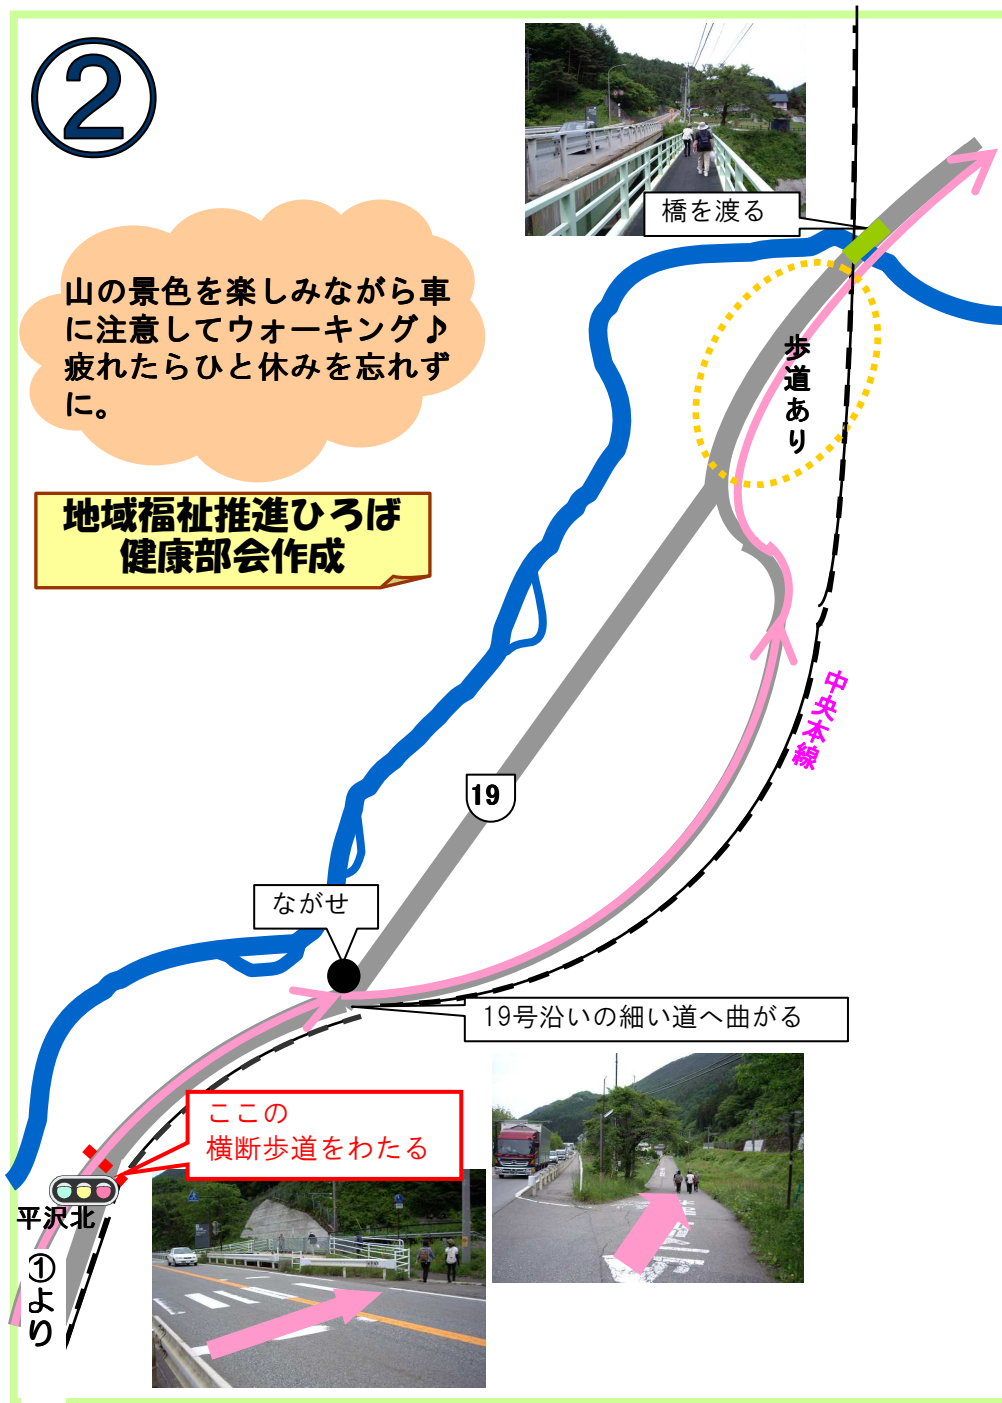 ②
橋を渡る
山の景色を楽しみながら車
に注意してウォーキング♪
疲れたらひと休みを忘れず
に。
歩道あり
地域福祉推進ひろば
健康部会作成
中央本線
19
ながせ
19号沿いの細い道へ曲がる
ここの
横断歩道をわたる
平沢北
①より